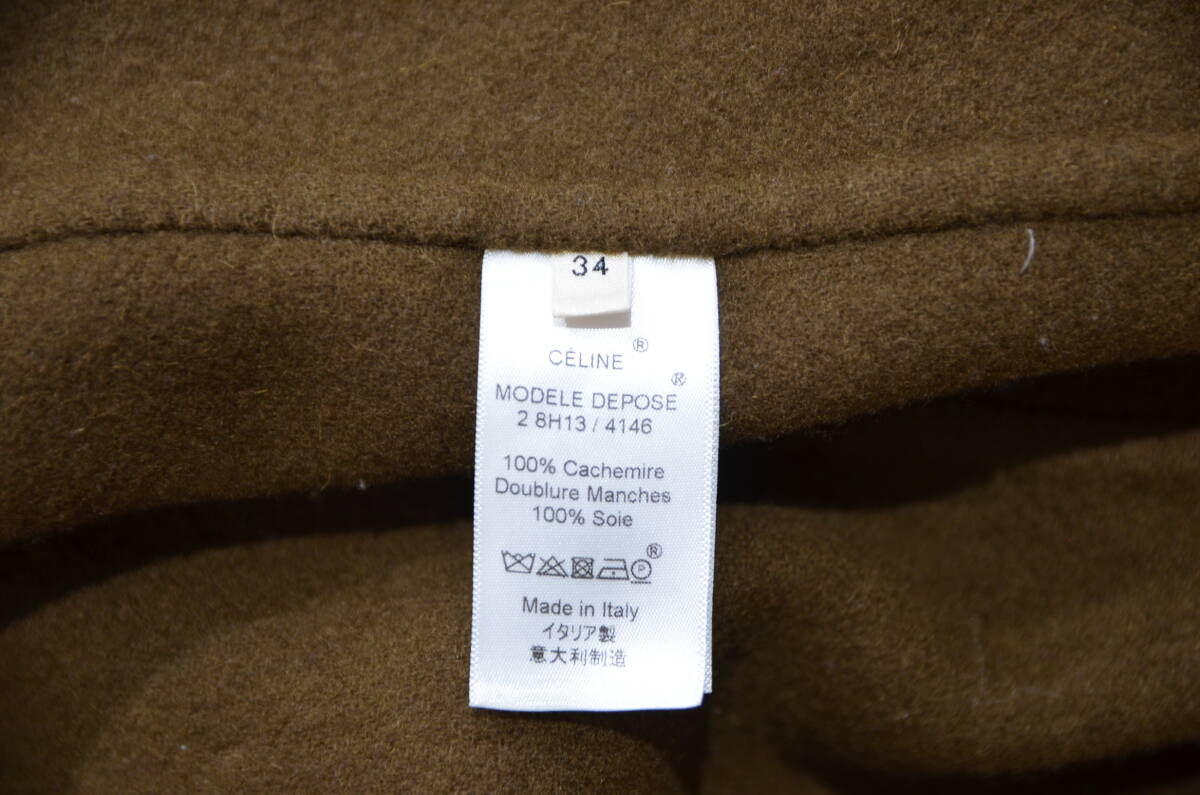 34
CÉLINE ®
MODELE DEPOSE ®
2 8H13 / 4146
100% Cachemire
Doublure Manches
100% Soie
P ®
Made in Italy
イタリア製
意大利制造